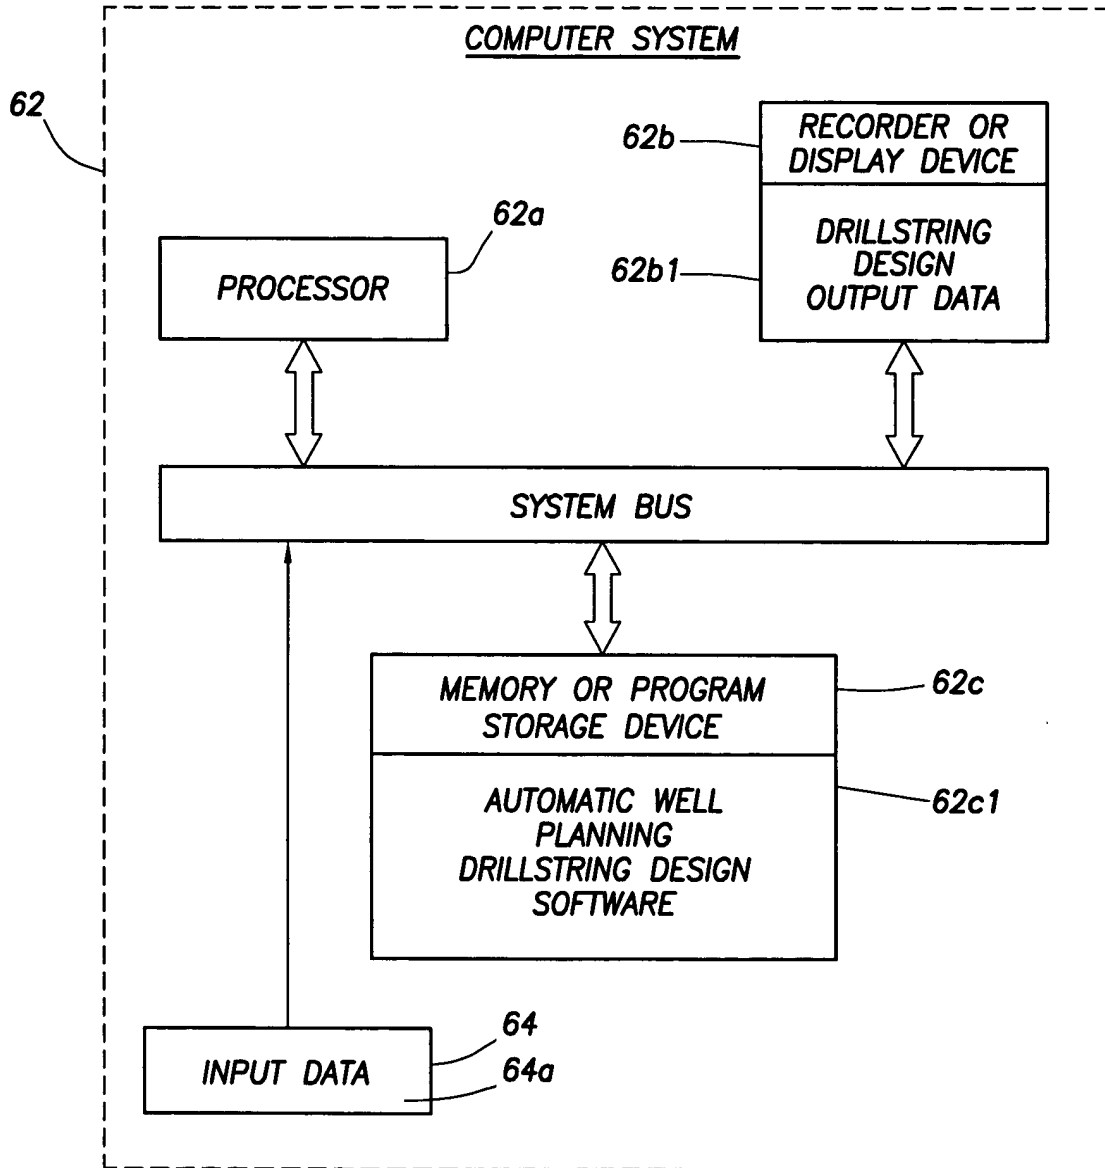 COMPUTER SYSTEM
62
62b
RECORDER OR
DISPLAY DEVICE
62a
62b1
DRILLSTRING
DESIGN
OUTPUT DATA
PROCESSOR
SYSTEM BUS
MEMORY OR PROGRAM
STORAGE DEVICE
62c
AUTOMATIC WELL
PLANNING
DRILLSTRING DESIGN
SOFTWARE
62c1
INPUT DATA
64
64a